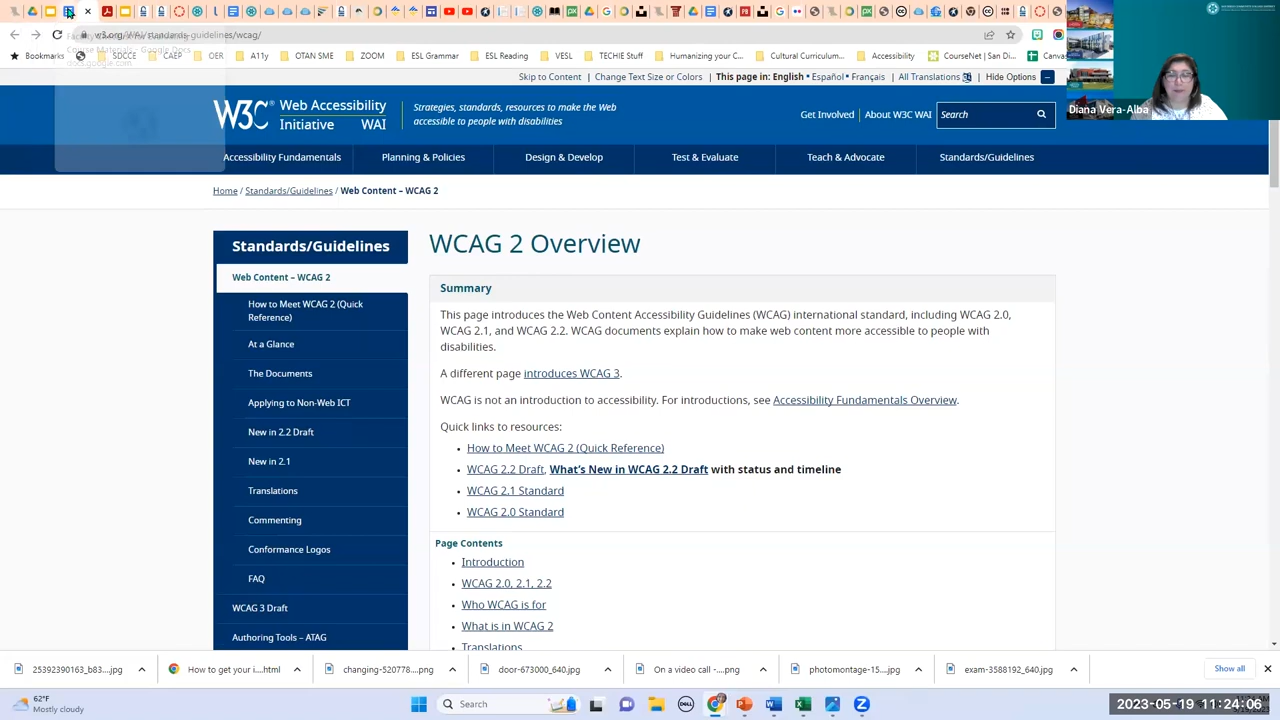 w3.org/WAI/standards-guidelines/wcag/
Bookmarks
SDUGE
CAEP
OER
A11y
OTAN SME
ESL Grammar
ESL Reading
VESL
TECHIE STUFF
Humanizing your C...
YouTube to Mp3 Co...
Accessibility
CourseNet | San Di...
Canvas
Course Materials - Google Docs
Skip to Content | Change Text Size or Colors | This page in: English Español Français All Translations Hide Options
W3C® Web Accessibility
Initiative WAI
Strategies, standards, resources to make the Web
accessible to people with disabilities
Get Involved About W3C WAI Search
Diana Vera-Alba
Accessibility Fundamentals Planning & Policies Design & Develop Test & Evaluate Teach & Advocate Standards/Guidelines
Home / Standards/Guidelines / Web Content – WCAG 2
Standards/Guidelines
Web Content – WCAG 2
How to Meet WCAG 2 (Quick
Reference)
At a Glance
The Documents
Applying to Non-Web ICT
New in 2.2 Draft
New in 2.1
Translations
Commenting
Conformance Logos
FAQ
WCAG 3 Draft
Authoring Tools – ATAG
WCAG 2 Overview
Summary
This page introduces the Web Content Accessibility Guidelines (WCAG) international standard, including WCAG 2.0,
WCAG 2.1, and WCAG 2.2. WCAG documents explain how to make web content more accessible to people with
disabilities.
A different page introduces WCAG 3.
WCAG is not an introduction to accessibility. For introductions, see Accessibility Fundamentals Overview.
Quick links to resources:
• How to Meet WCAG 2 (Quick Reference)
• WCAG 2.2 Draft, What's New in WCAG 2.2 Draft with status and timeline
• WCAG 2.1 Standard
• WCAG 2.0 Standard
Page Contents
• Introduction
• WCAG 2.0, 2.1, 2.2
• Who WCAG is for
• What is in WCAG 2
Translations
25392390163_b83....jpg
How to get your i....html
changing-520778....png
door-673000_640.jpg
On a video call -....png
photomontage-15....jpg
exam-3588192_640.jpg
Show all
62°F
Mostly cloudy
Search
2023-05-19 11:24:06